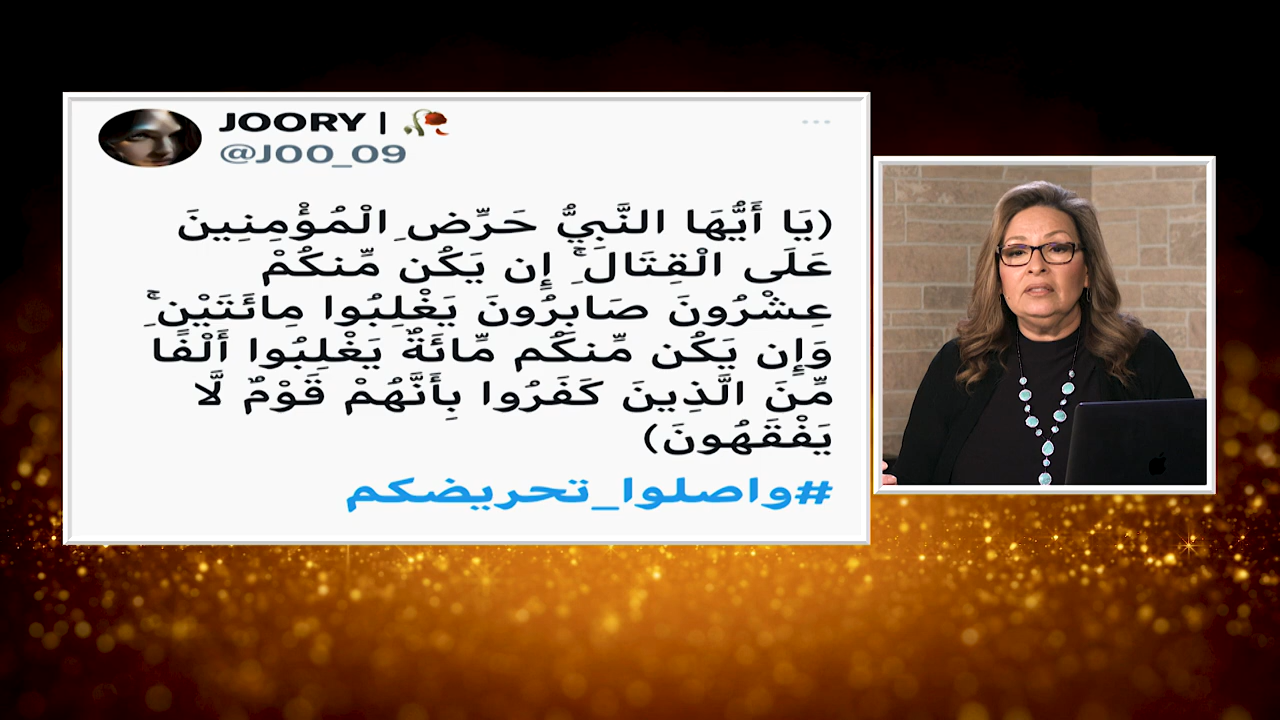 JOORY | 🥀
@JOO_09
(يَا أَيُّهَا النَّبِيُّ حَرِّضِ الْمُؤْمِنِينَ
عَلَى الْقِتَالِ ۚ إِن يَكُن مِّنكُمْ
عِشْرُونَ صَابِرُونَ يَغْلِبُوا مِائَتَيْنِ ۚ
وَإِن يَكُن مِّنكُم مِّائَةٌ يَغْلِبُوا أَلْفًا
مِّنَ الَّذِينَ كَفَرُوا بِأَنَّهُمْ قَوْمٌ لَّا
يَفْقَهُونَ)
#واصلوا_تحريضكم